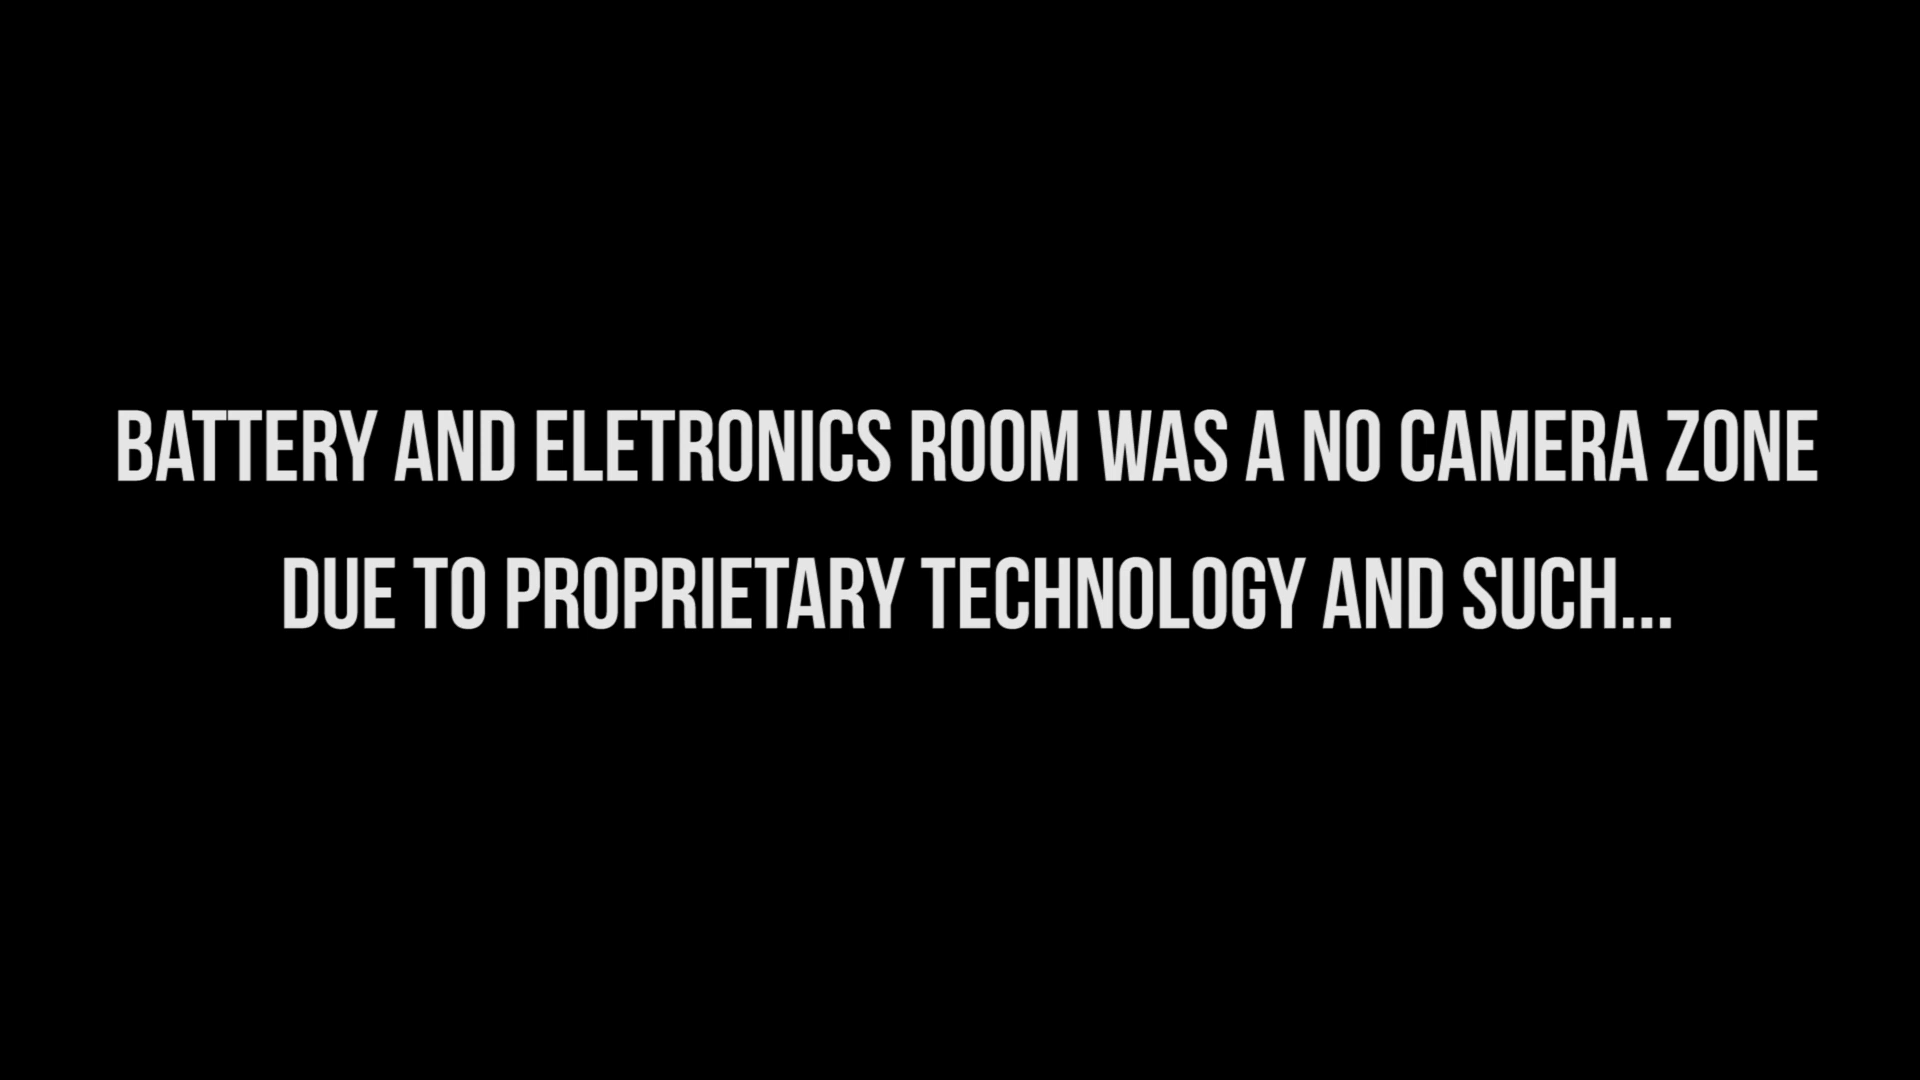 BATTERY AND ELETRONICS ROOM WAS A NO CAMERA ZONE
DUE TO PROPRIETARY TECHNOLOGY AND SUCH...